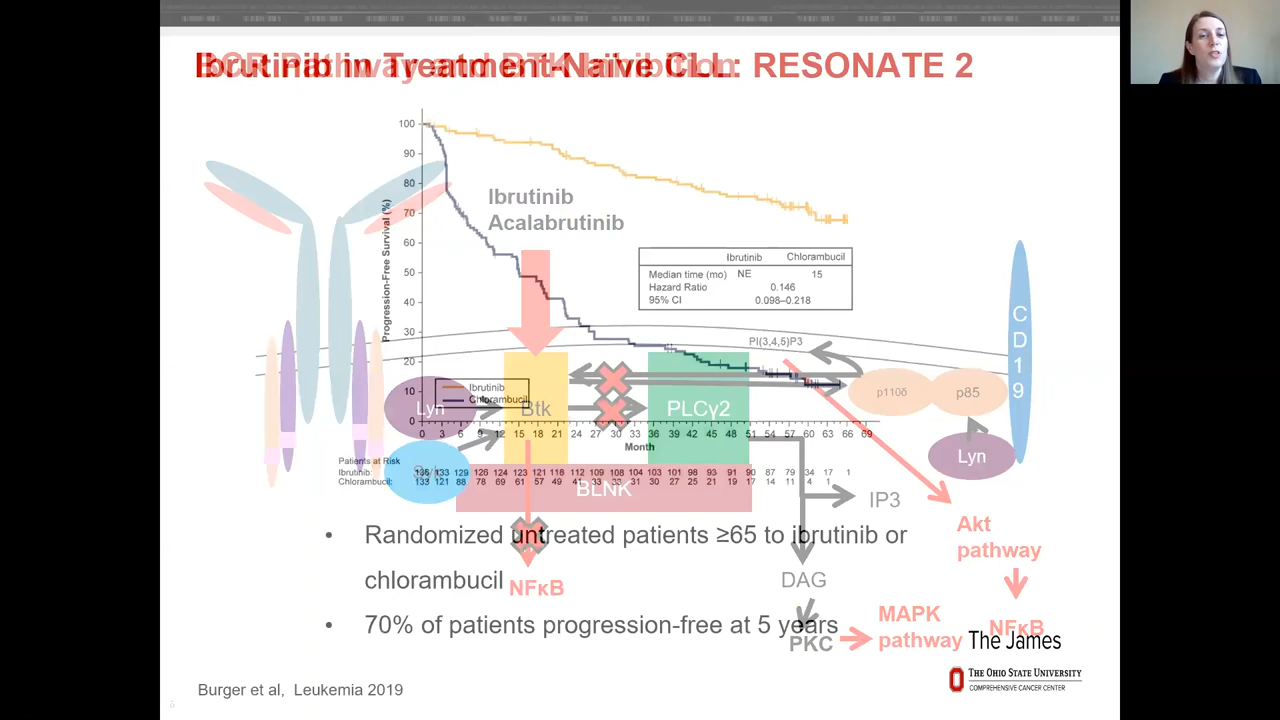 BCR Pathway and BTK Inhibition
Ibrutinib in Treatment-Naïve CLL: RESONATE 2
100
90
80
70
60
50
40
30
20
10
0
Progression-Free Survival (%)
Ibrutinib
Acalabrutinib
Ibrutinib Chlorambucil
Median time (mo) NE 15
Hazard Ratio 0.146
95% CI 0.098–0.218
PI(3,4,5)P3
CD19
Ibrutinib
Chlorambucil
Lyn
Btk
PLCγ2
p110δ
p85
Lyn
0 3 6 9 12 15 18 21 24 27 30 33 36 39 42 45 48 51 54 57 60 63 66 69
Month
Patients at Risk
Ibrutinib: 136 133 129 126 124 123 121 118 112 109 108 104 103 101 98 93 91 90 87 79 34 17 1
Chlorambucil: 133 121 88 78 69 61 57 49 41 33 33 31 30 27 25 21 19 17 14 11 4 1
BLNK
IP3
Akt
pathway
NFκB
• Randomized untreated patients ≥65 to ibrutinib or
chlorambucil
NFκB
DAG
• 70% of patients progression-free at 5 years
PKC
MAPK
pathway
The James
THE OHIO STATE UNIVERSITY
COMPREHENSIVE CANCER CENTER
Burger et al, Leukemia 2019